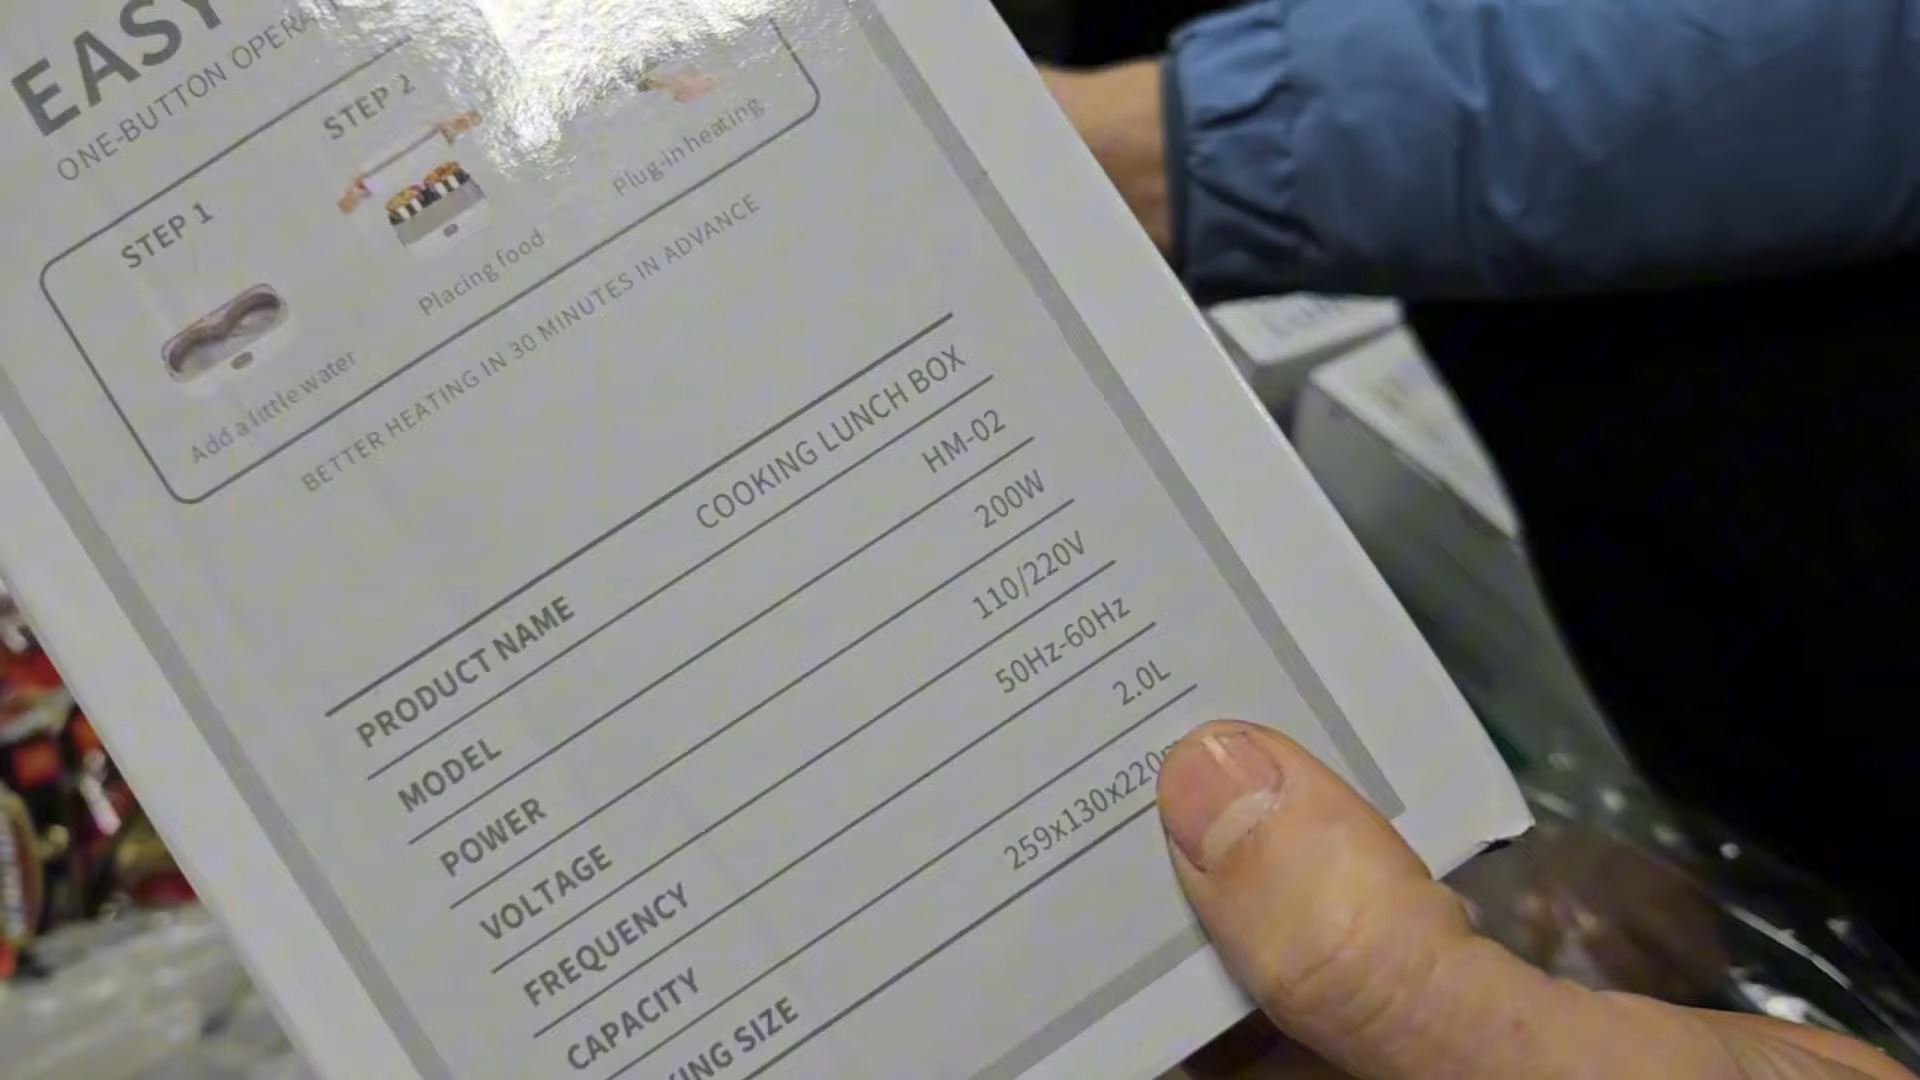 EASY
ONE-BUTTON
STEP 1
STEP 2
Add a little water
Placing food
Plug-in heating
BETTER HEATING IN 30 MINUTES IN ADVANCE
PRODUCT NAME COOKING LUNCH BOX
MODEL HM-02
POWER 200W
VOLTAGE 110/220V
FREQUENCY 50Hz-60Hz
CAPACITY 2.0L
SIZE 259x130x220